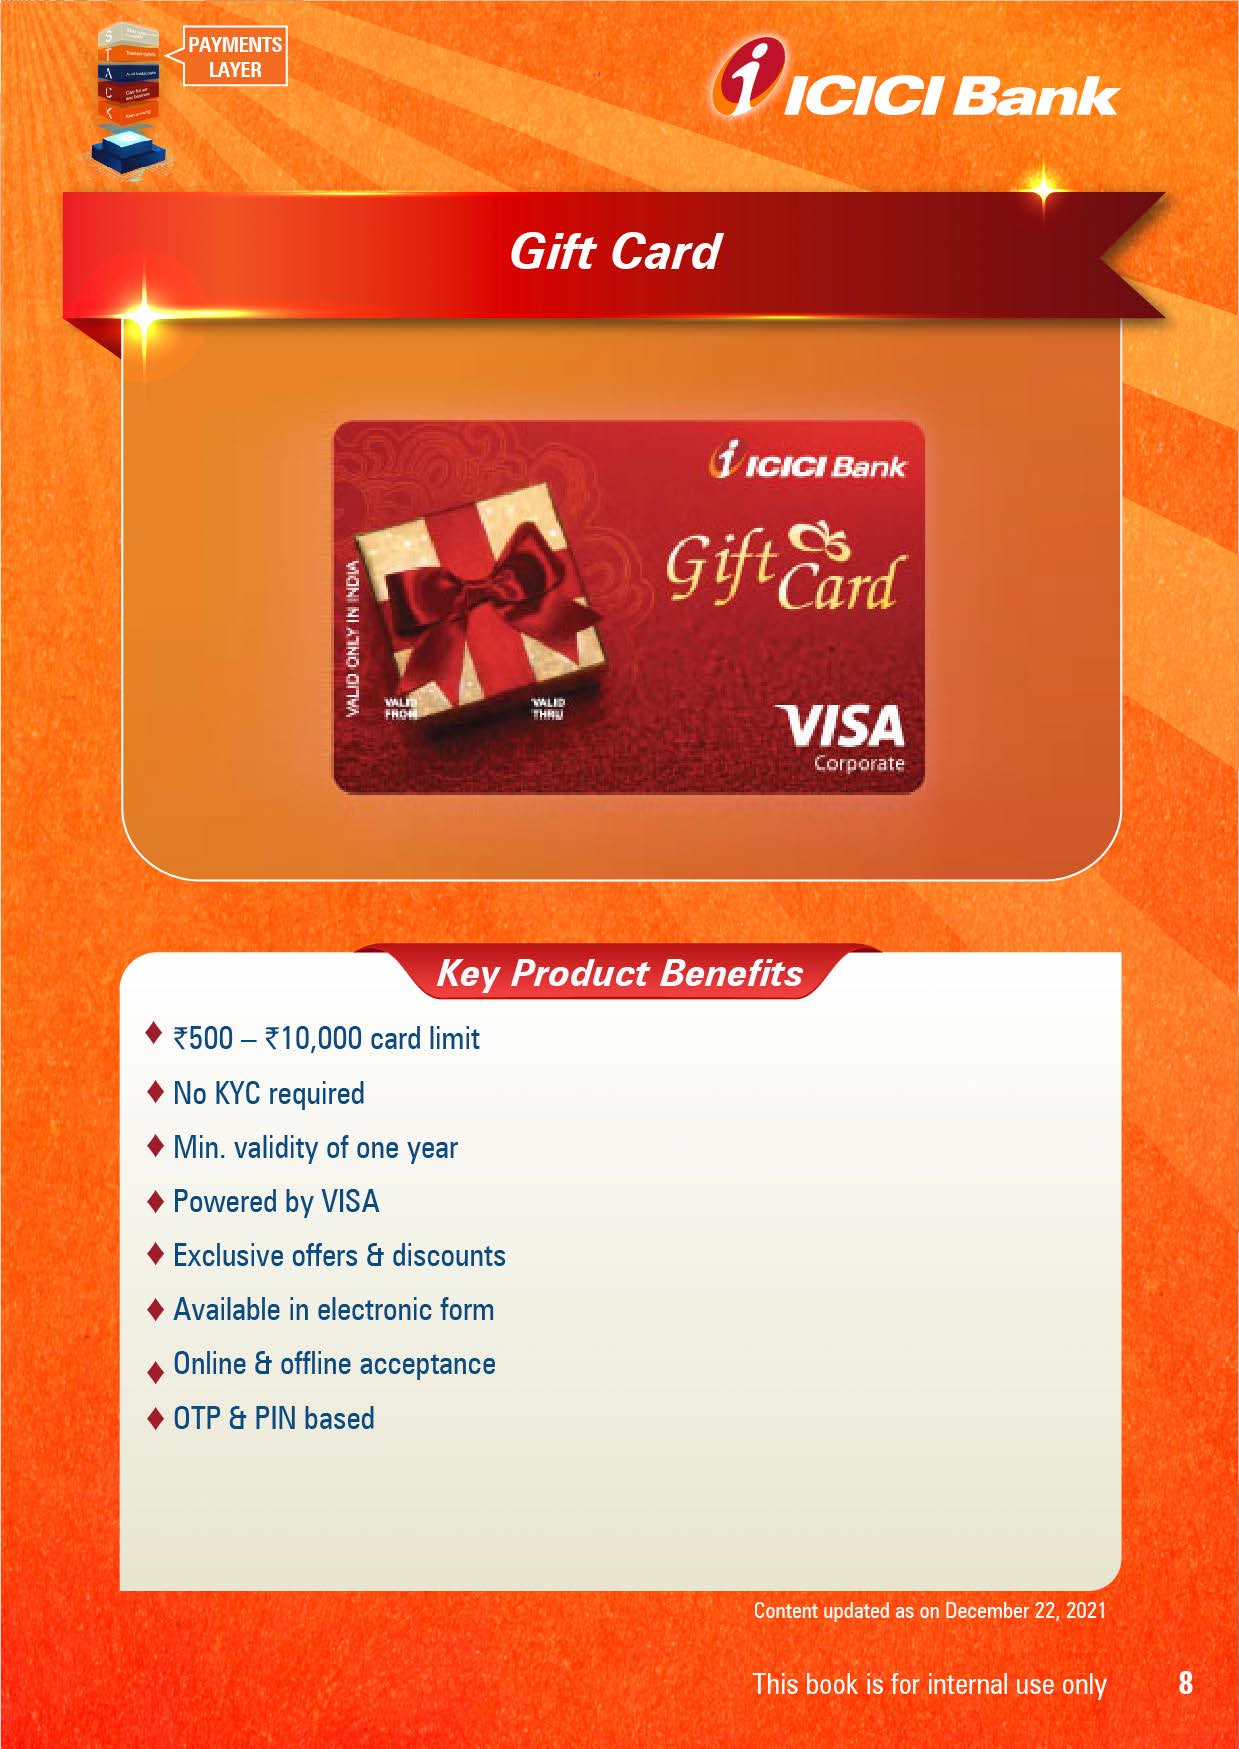 S
T
A
C
K
PAYMENTS
LAYER
ICICI Bank
Gift Card
ICICI Bank
Gift
Card
VALID ONLY IN INDIA
VALID
FROM
VALID
THRU
VISA
Corporate
Key Product Benefits
₹500 – ₹10,000 card limit
No KYC required
Min. validity of one year
Powered by VISA
Exclusive offers & discounts
Available in electronic form
Online & offline acceptance
OTP & PIN based
Content updated as on December 22, 2021
This book is for internal use only
8